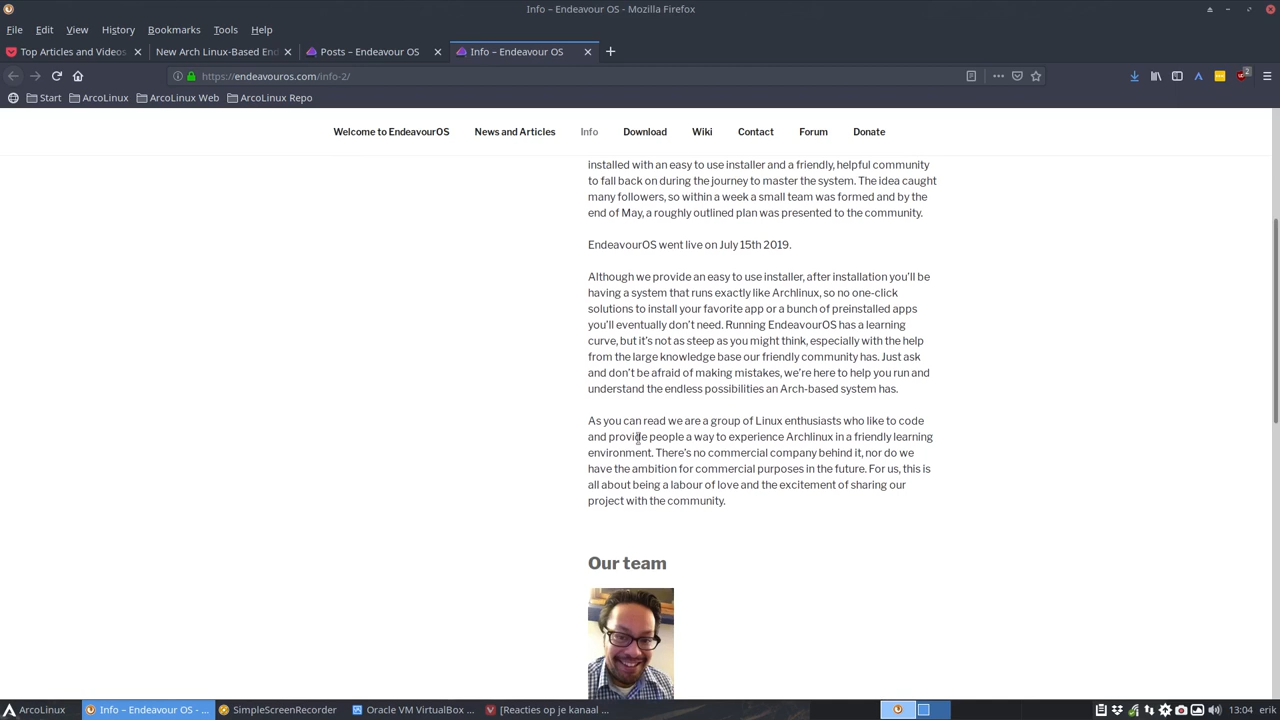 Info – Endeavour OS - Mozilla Firefox
File Edit View History Bookmarks Tools Help
Top Articles and Videos
New Arch Linux-Based End
Posts – Endeavour OS
Info – Endeavour OS
https://endeavouros.com/info-2/
2
Start ArcoLinux ArcoLinux Web ArcoLinux Repo
Welcome to EndeavourOS News and Articles Info Download Wiki Contact Forum Donate
installed with an easy to use installer and a friendly, helpful community
to fall back on during the journey to master the system. The idea caught
many followers, so within a week a small team was formed and by the
end of May, a roughly outlined plan was presented to the community.
EndeavourOS went live on July 15th 2019.
Although we provide an easy to use installer, after installation you’ll be
having a system that runs exactly like Archlinux, so no one-click
solutions to install your favorite app or a bunch of preinstalled apps
you’ll eventually don’t need. Running EndeavourOS has a learning
curve, but it’s not as steep as you might think, especially with the help
from the large knowledge base our friendly community has. Just ask
and don’t be afraid of making mistakes, we’re here to help you run and
understand the endless possibilities an Arch-based system has.
As you can read we are a group of Linux enthusiasts who like to code
and provide people a way to experience Archlinux in a friendly learning
environment. There’s no commercial company behind it, nor do we
have the ambition for commercial purposes in the future. For us, this is
all about being a labour of love and the excitement of sharing our
project with the community.
Our team
ArcoLinux
Info – Endeavour OS - ...
SimpleScreenRecorder
Oracle VM VirtualBox ...
[Reacties op je kanaal ...
13:04 erik